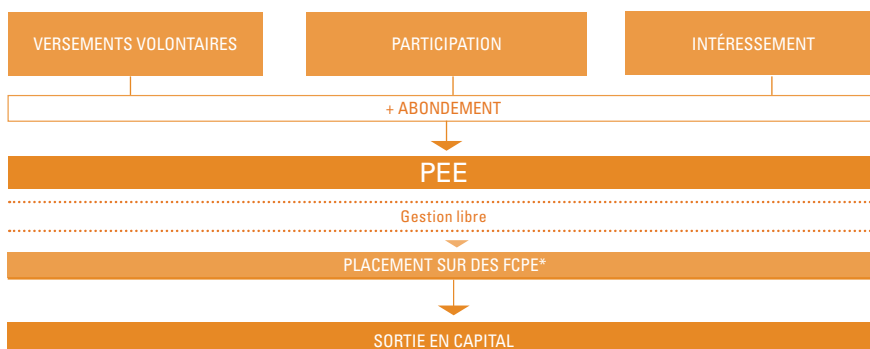 VERSEMENTS VOLONTAIRES
PARTICIPATION
INTÉRESSEMENT
+ ABONDEMENT
PEE
Gestion libre
PLACEMENT SUR DES FCPE*
SORTIE EN CAPITAL